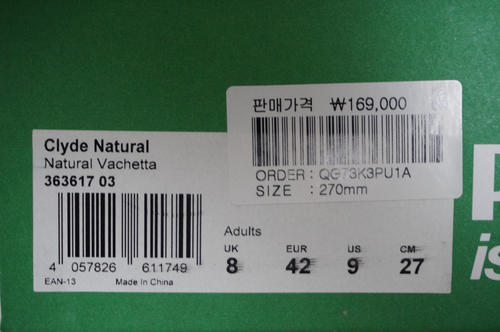 판매가격 ₩169,000
ORDER : QG73K3PU1A
SIZE : 270mm
Clyde Natural
Natural Vachetta
363617 03
Adults
UK EUR US CM
8 42 9 27
4 057826 611749
EAN-13 Made in China
is